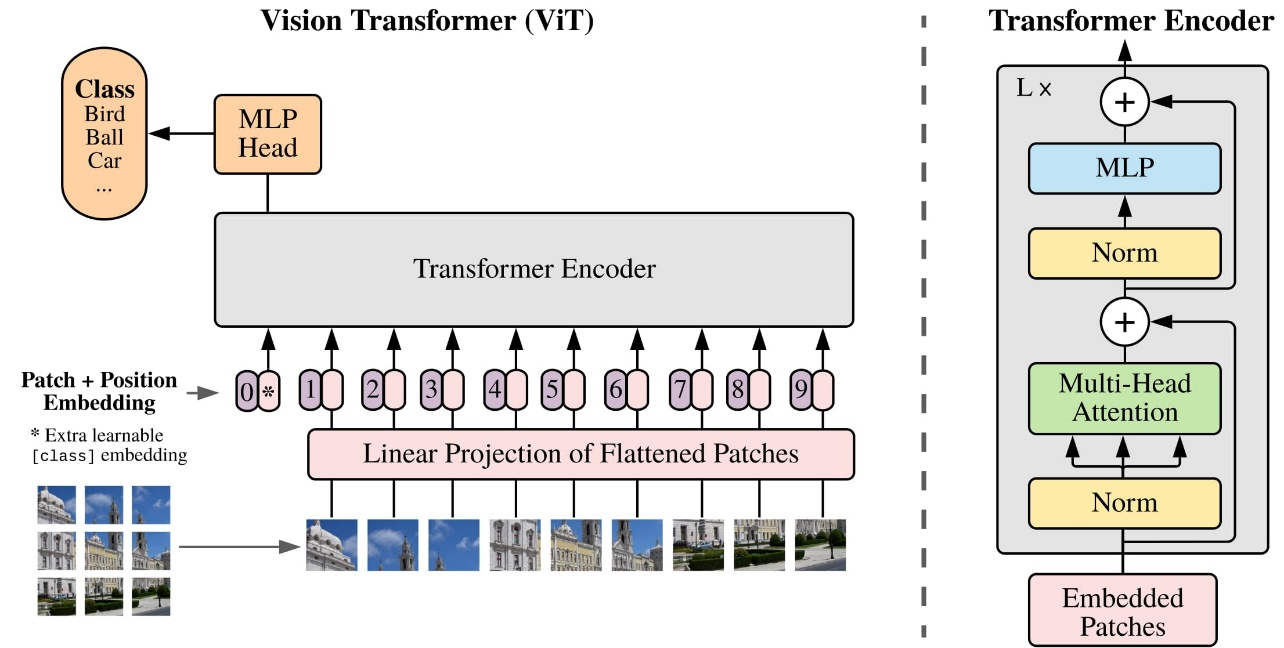 Vision Transformer (ViT)
Class
Bird
Ball
Car
...
MLP
Head
Transformer Encoder
Patch + Position
Embedding
* Extra learnable
[class] embedding
0 *
1
2
3
4
5
6
7
8
9
Linear Projection of Flattened Patches
Transformer Encoder
L ×
+
MLP
Norm
+
Multi-Head
Attention
Norm
Embedded
Patches